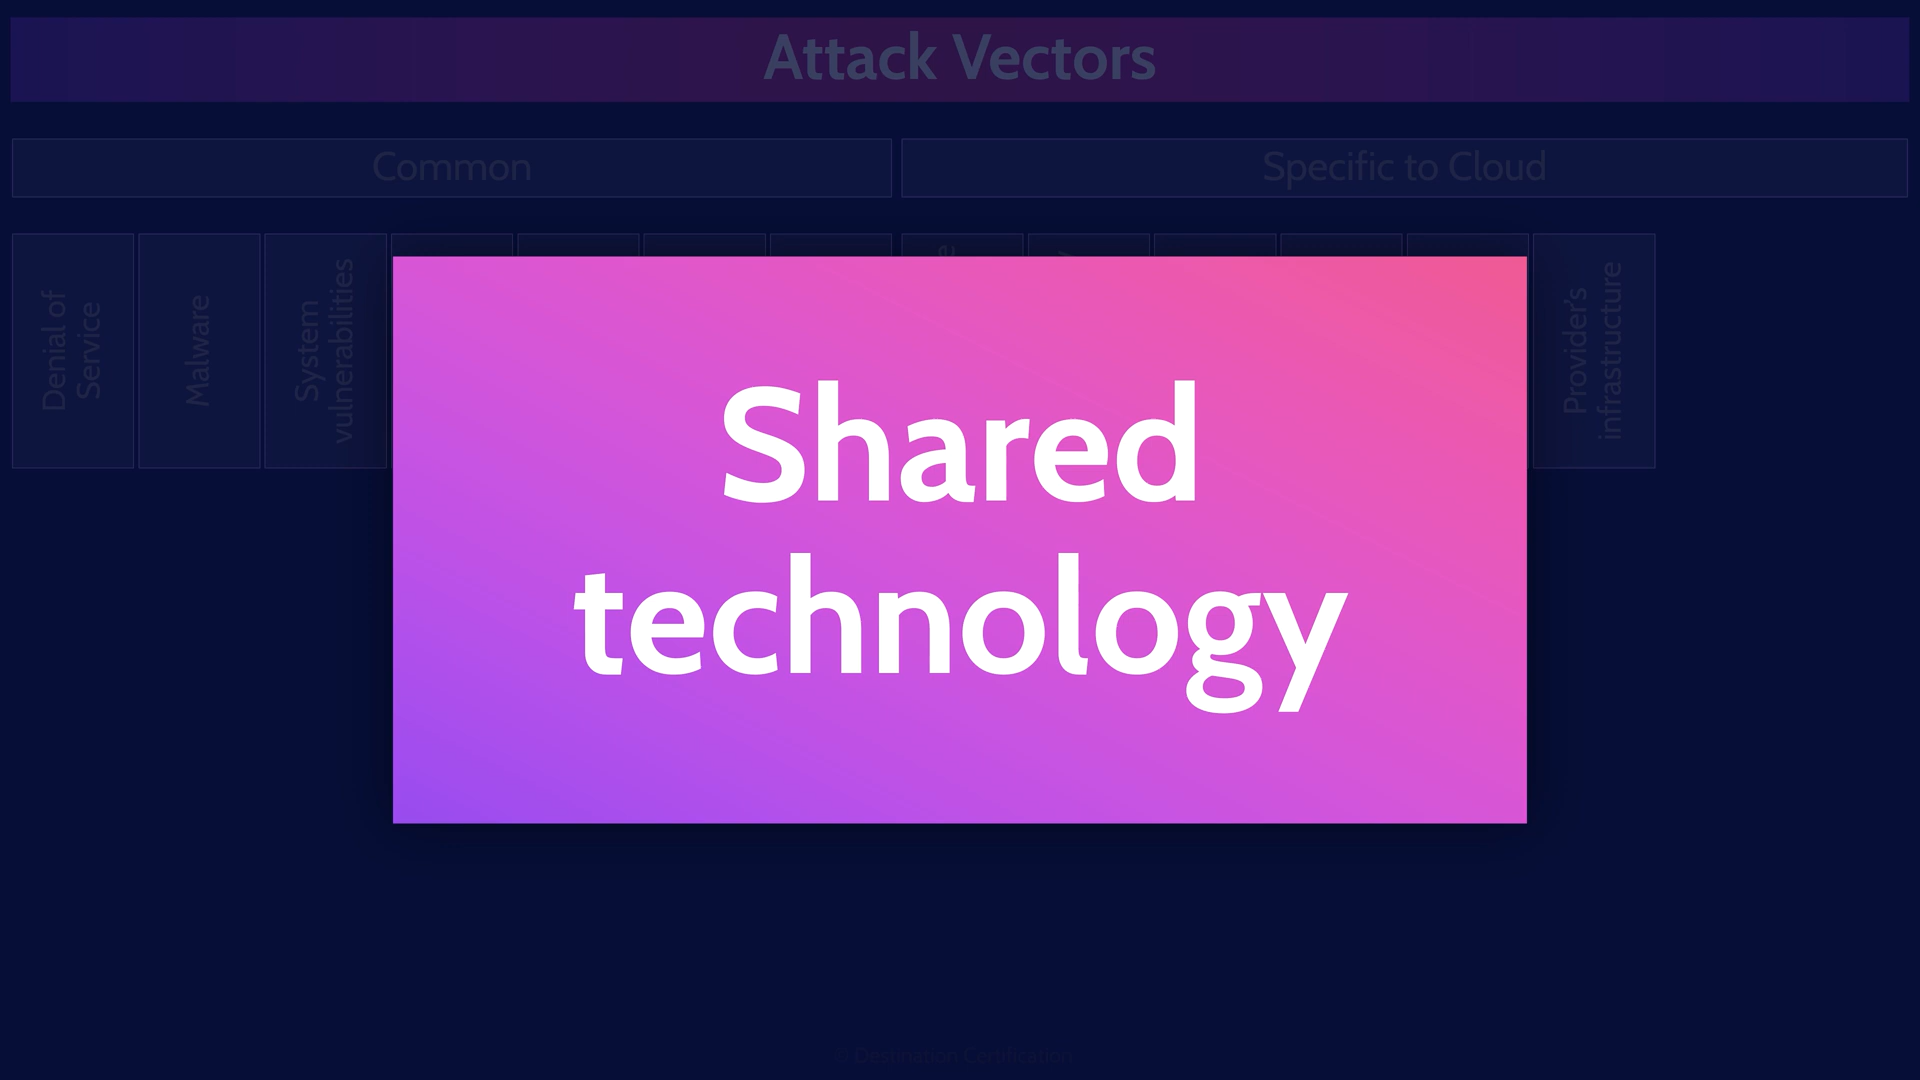 Attack Vectors
Common
Specific to Cloud
Denial of
Service
Malware
System
vulnerabilities
Shared
technology
Provider's
infrastructure
© Destination Certification